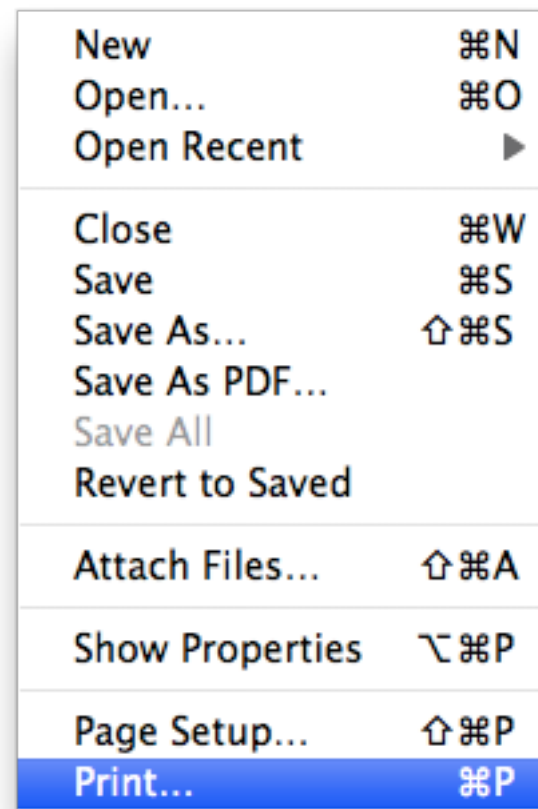 New ⌘N
Open... ⌘O
Open Recent ▶
Close ⌘W
Save ⌘S
Save As... ⇧⌘S
Save As PDF...
Save All
Revert to Saved
Attach Files... ⇧⌘A
Show Properties ⌥⌘P
Page Setup... ⇧⌘P
Print... ⌘P